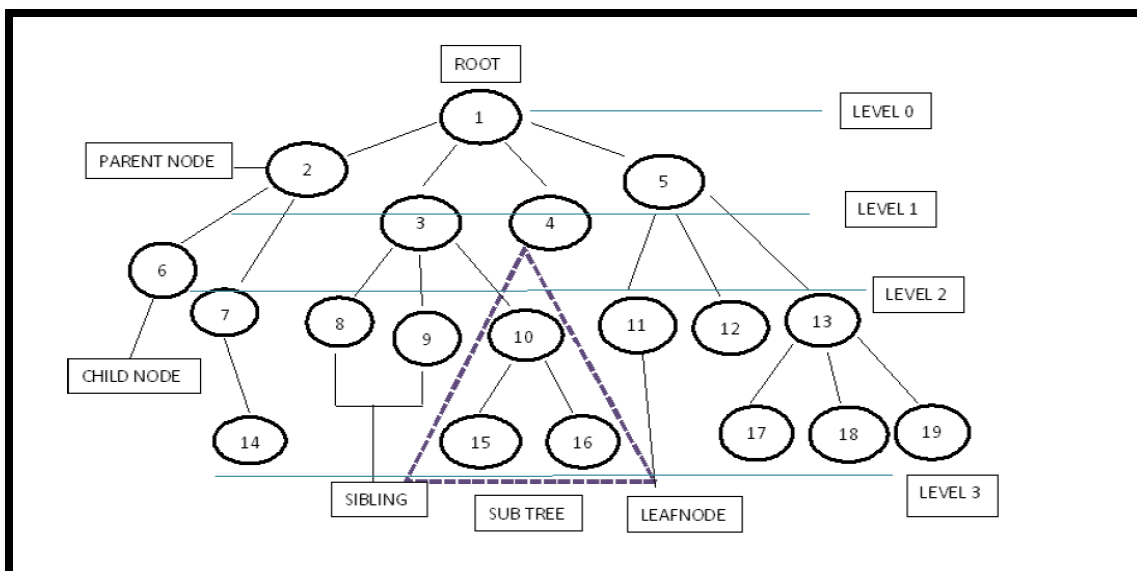 ROOT
1
LEVEL 0
PARENT NODE
2
5
3
4
LEVEL 1
6
7
LEVEL 2
8
9
10
11
12
13
CHILD NODE
14
15
16
17
18
19
SIBLING
SUB TREE
LEAFNODE
LEVEL 3